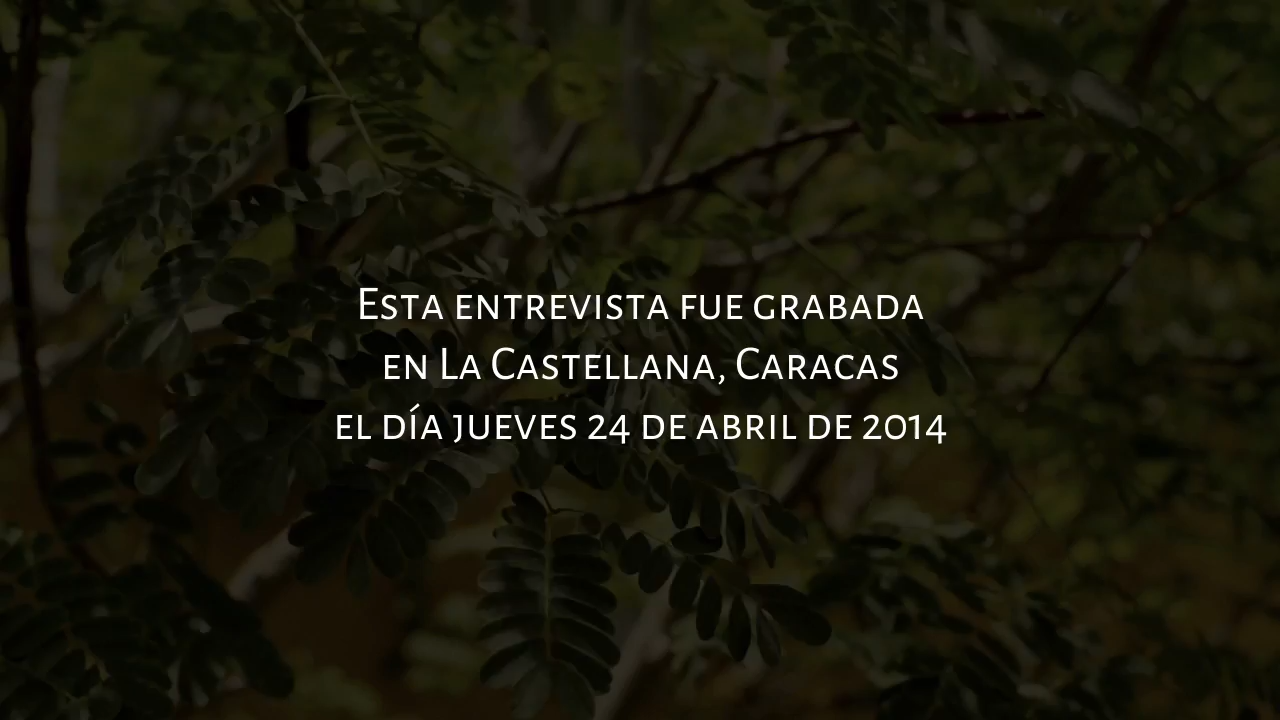 Esta entrevista fue grabada
en La Castellana, Caracas
el día jueves 24 de abril de 2014